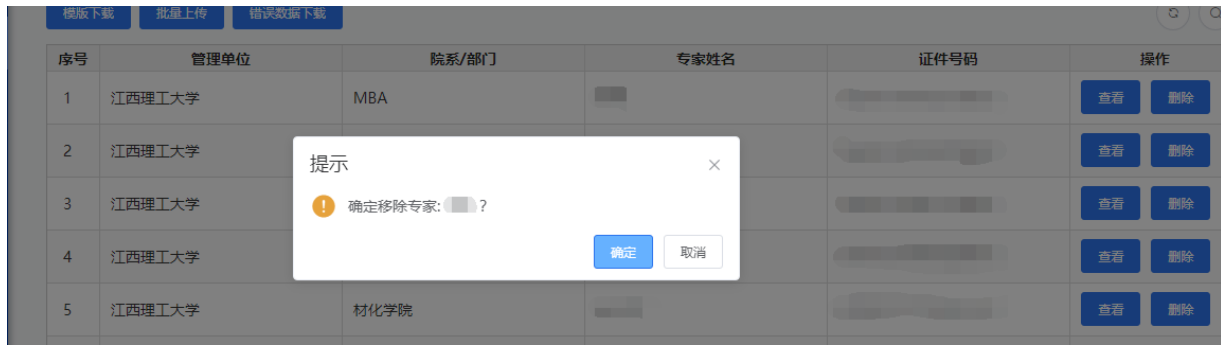 模版下载 批量上传 错误数据下载
序号 管理单位 院系/部门 专家姓名 证件号码 操作
1 江西理工大学 MBA 查看 删除
2 江西理工大学 查看 删除
3 江西理工大学 查看 删除
4 江西理工大学 查看 删除
5 江西理工大学 材化学院 查看 删除
提示
确定移除专家: ?
确定 取消